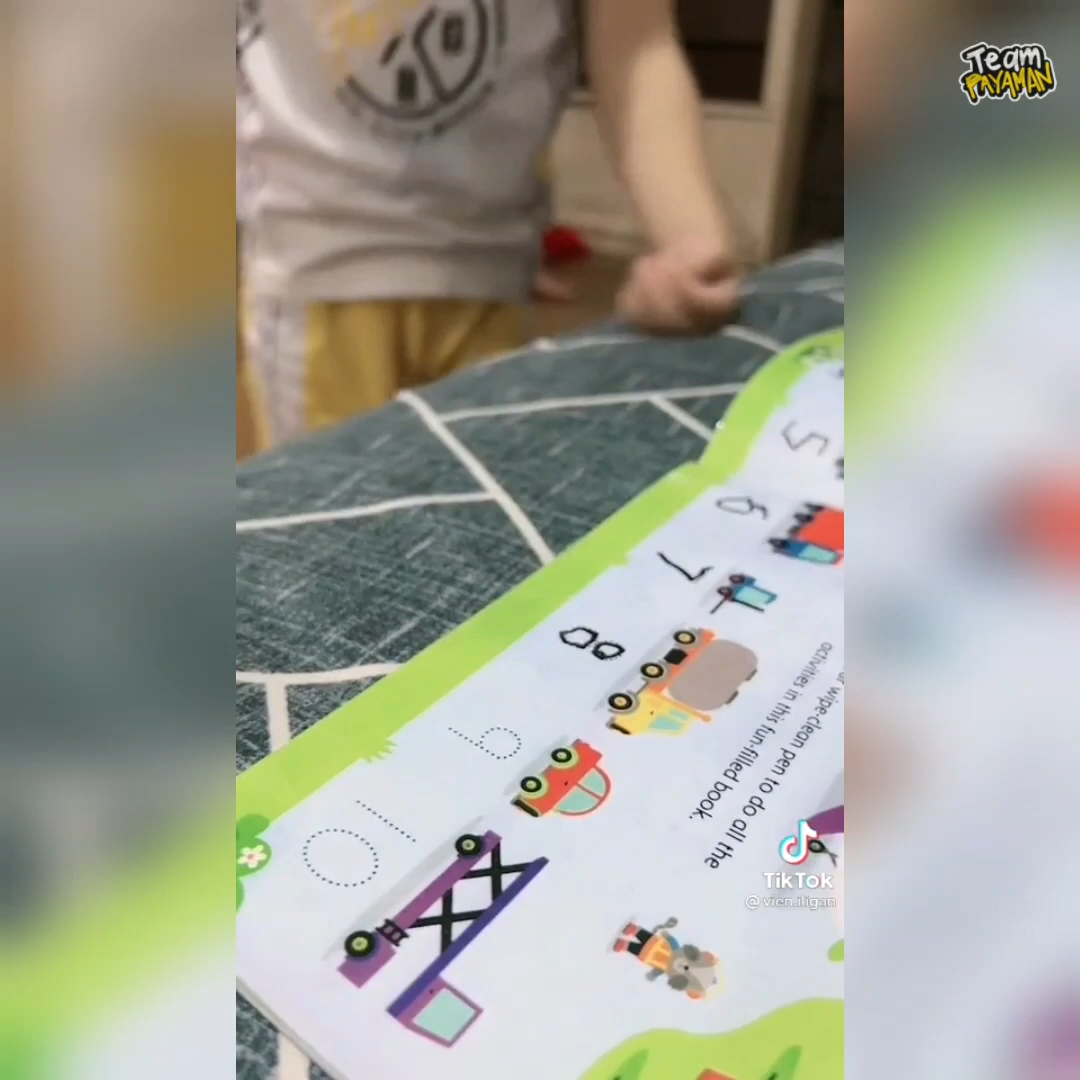 Team
PAYAMAN
5
6
7
8
9
10
wipe-clean pen to do all the
activities in this fun-filled book.
TikTok
@vien.iligan